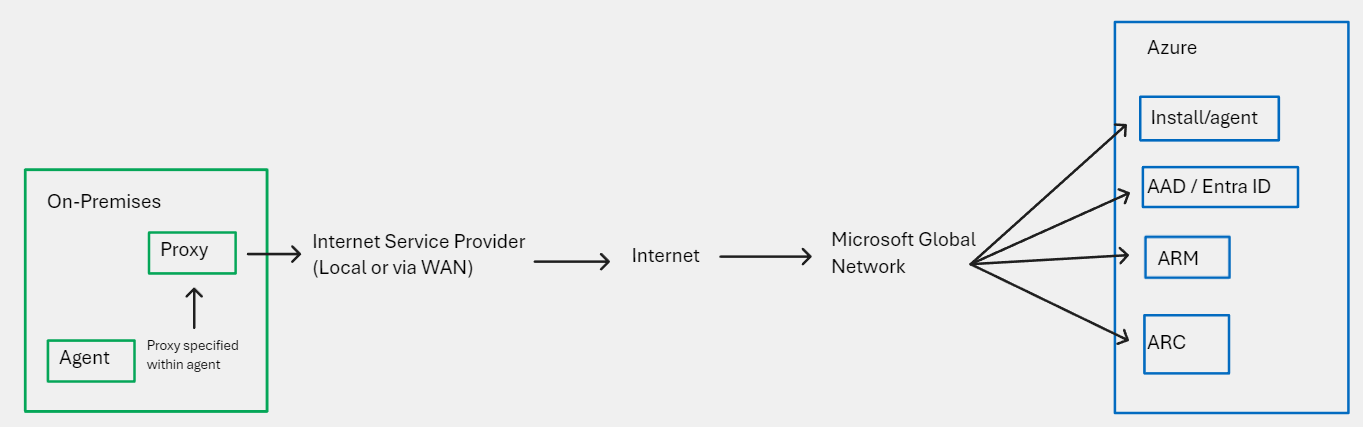 On-Premises
Proxy
Proxy specified
within agent
Agent
Internet Service Provider
(Local or via WAN)
Internet
Microsoft Global
Network
Azure
Install/agent
AAD / Entra ID
ARM
ARC